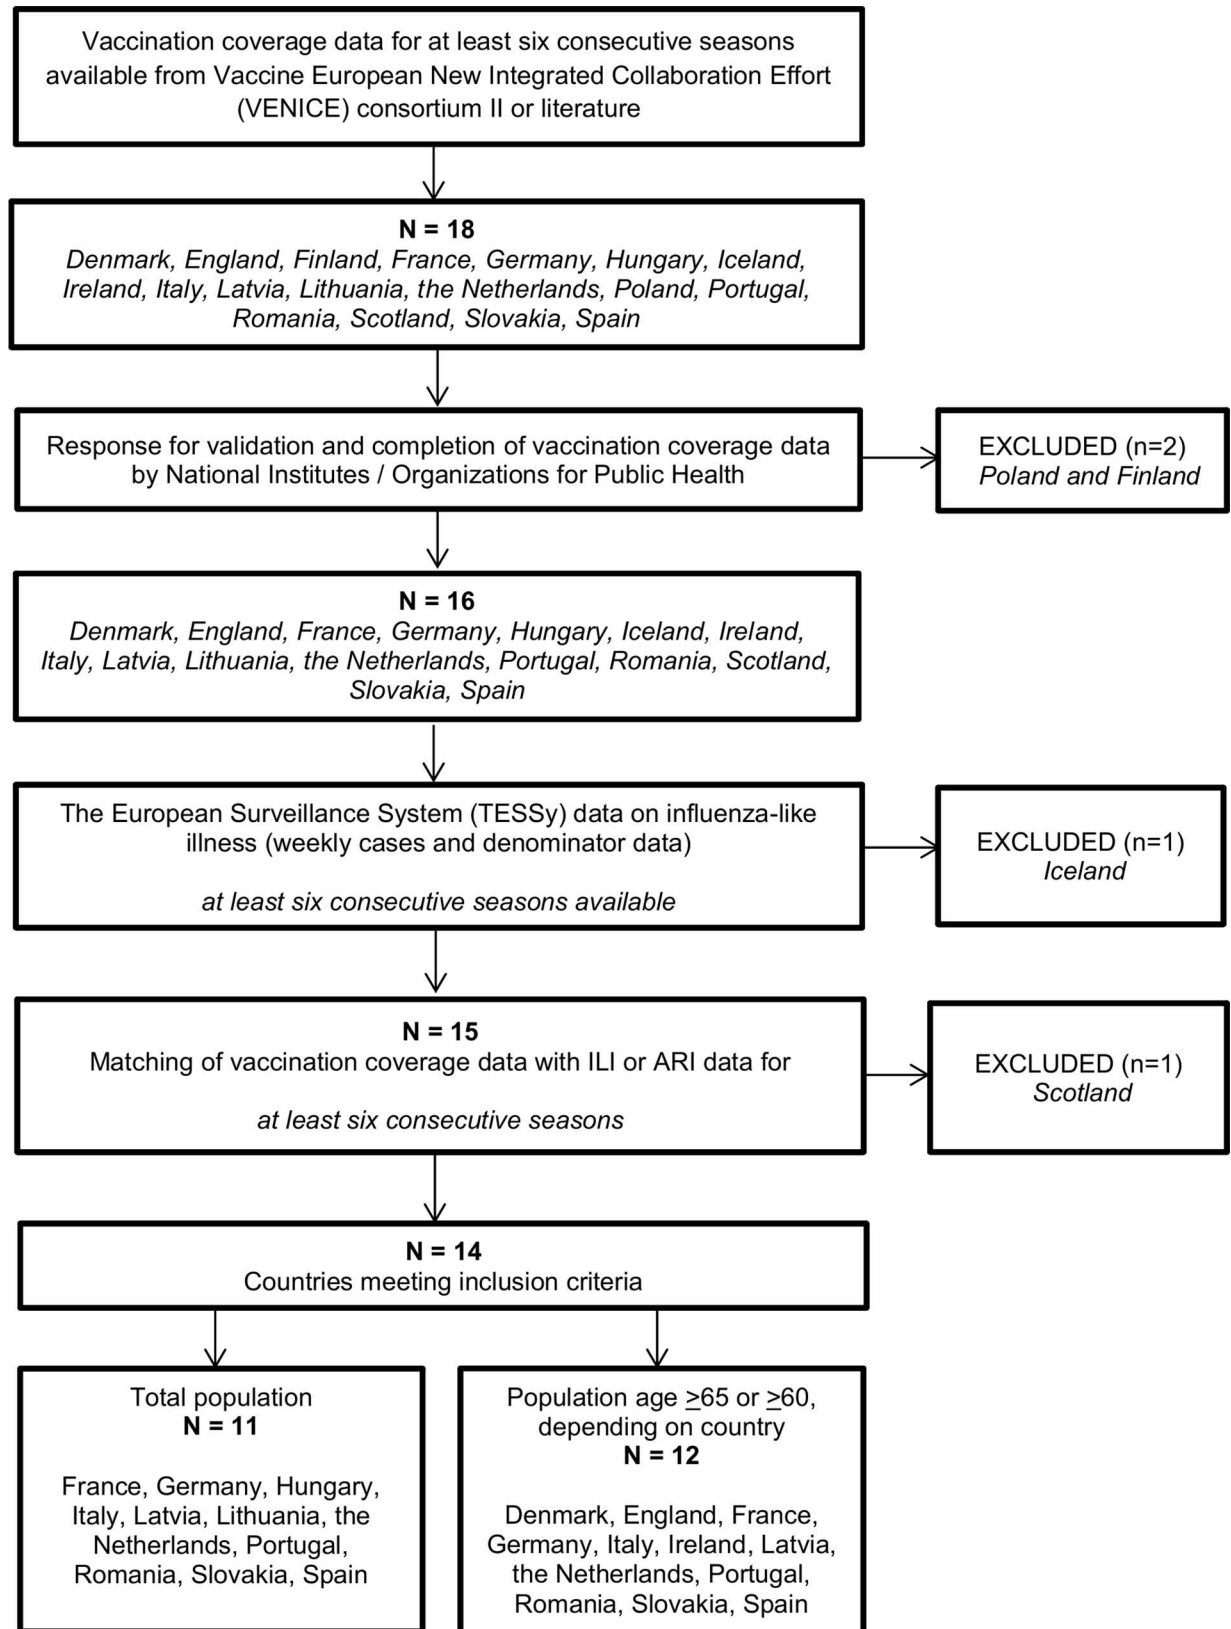 Vaccination coverage data for at least six consecutive seasons
available from Vaccine European New Integrated Collaboration Effort
(VENICE) consortium II or literature
N = 18
Denmark, England, Finland, France, Germany, Hungary, Iceland,
Ireland, Italy, Latvia, Lithuania, the Netherlands, Poland, Portugal,
Romania, Scotland, Slovakia, Spain
Response for validation and completion of vaccination coverage data
by National Institutes / Organizations for Public Health
EXCLUDED (n=2)
Poland and Finland
N = 16
Denmark, England, France, Germany, Hungary, Iceland, Ireland,
Italy, Latvia, Lithuania, the Netherlands, Portugal, Romania, Scotland,
Slovakia, Spain
The European Surveillance System (TESSy) data on influenza-like
illness (weekly cases and denominator data)
at least six consecutive seasons available
EXCLUDED (n=1)
Iceland
N = 15
Matching of vaccination coverage data with ILI or ARI data for
at least six consecutive seasons
EXCLUDED (n=1)
Scotland
N = 14
Countries meeting inclusion criteria
Total population
N = 11
France, Germany, Hungary,
Italy, Latvia, Lithuania, the
Netherlands, Portugal,
Romania, Slovakia, Spain
Population age ≥65 or ≥60,
depending on country
N = 12
Denmark, England, France,
Germany, Italy, Ireland, Latvia,
the Netherlands, Portugal,
Romania, Slovakia, Spain